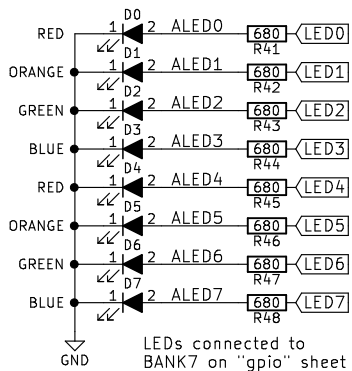 D0
RED 1 2 ALED0 680 LED0
R41
D1
ORANGE 1 2 ALED1 680 LED1
R42
D2
GREEN 1 2 ALED2 680 LED2
R43
D3
BLUE 1 2 ALED3 680 LED3
R44
D4
RED 1 2 ALED4 680 LED4
R45
D5
ORANGE 1 2 ALED5 680 LED5
R46
D6
GREEN 1 2 ALED6 680 LED6
R47
D7
BLUE 1 2 ALED7 680 LED7
R48
GND
LEDs connected to
BANK7 on "gpio" sheet